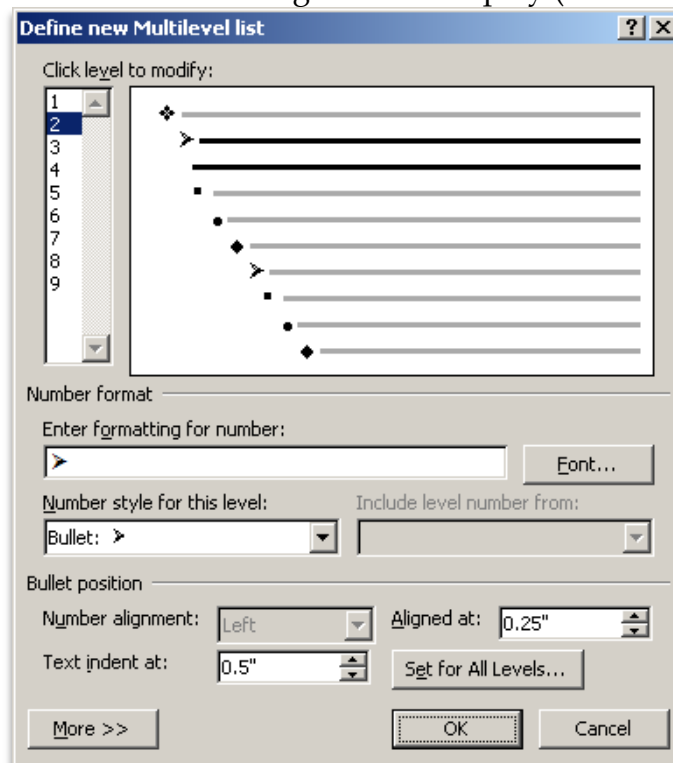 Define new Multilevel list
Click level to modify:
1
2
3
4
5
6
7
8
9
Number format
Enter formatting for number:
➢
Font...
Number style for this level:
Include level number from:
Bullet: ➢
Bullet position
Number alignment:
Left
Aligned at:
0.25"
Text indent at:
0.5"
Set for All Levels...
More >>
OK
Cancel